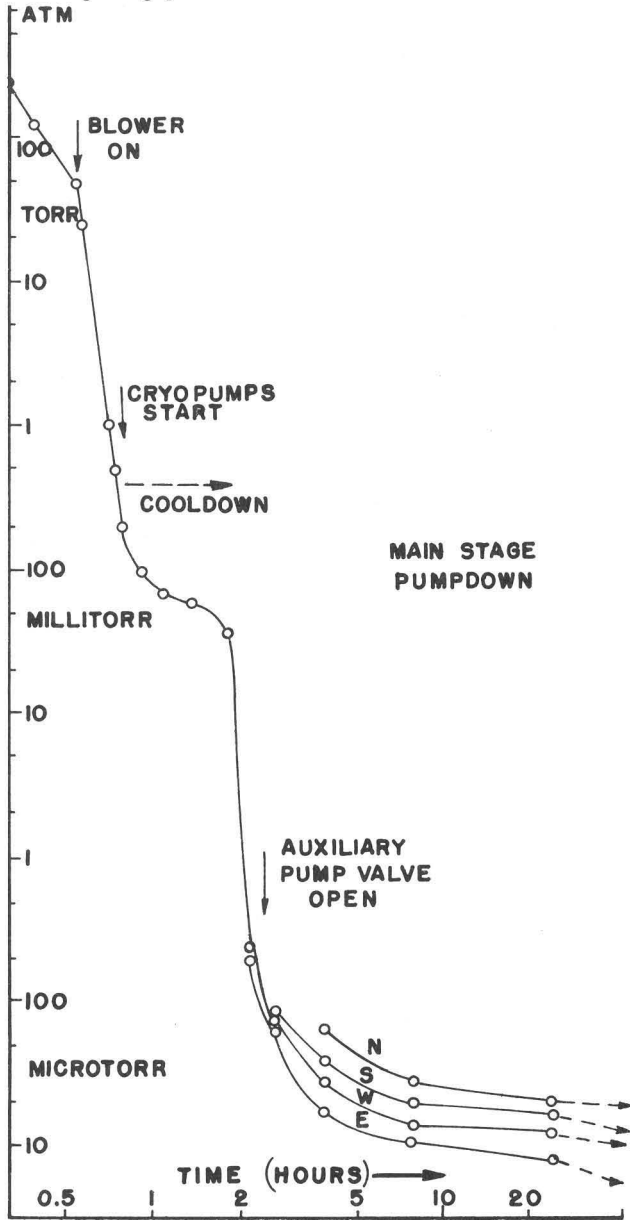 ATM
BLOWER
ON
100
TORR
10
CRYOPUMPS
START
1
COOLDOWN
MAIN STAGE
PUMPDOWN
100
MILLITORR
10
AUXILIARY
PUMP VALVE
OPEN
1
100
N
S
MICROTORR
W
E
10
TIME (HOURS)
0.5 1 2 5 10 20